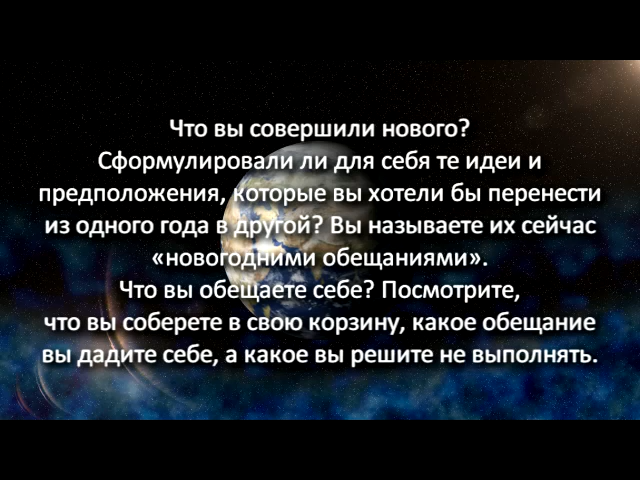 Что вы совершили нового?
Сформулировали ли для себя те идеи и
предположения, которые вы хотели бы перенести
из одного года в другой? Вы называете их сейчас
«новогодними обещаниями».
Что вы обещаете себе? Посмотрите,
что вы соберете в свою корзину, какое обещание
вы дадите себе, а какое вы решите не выполнять.